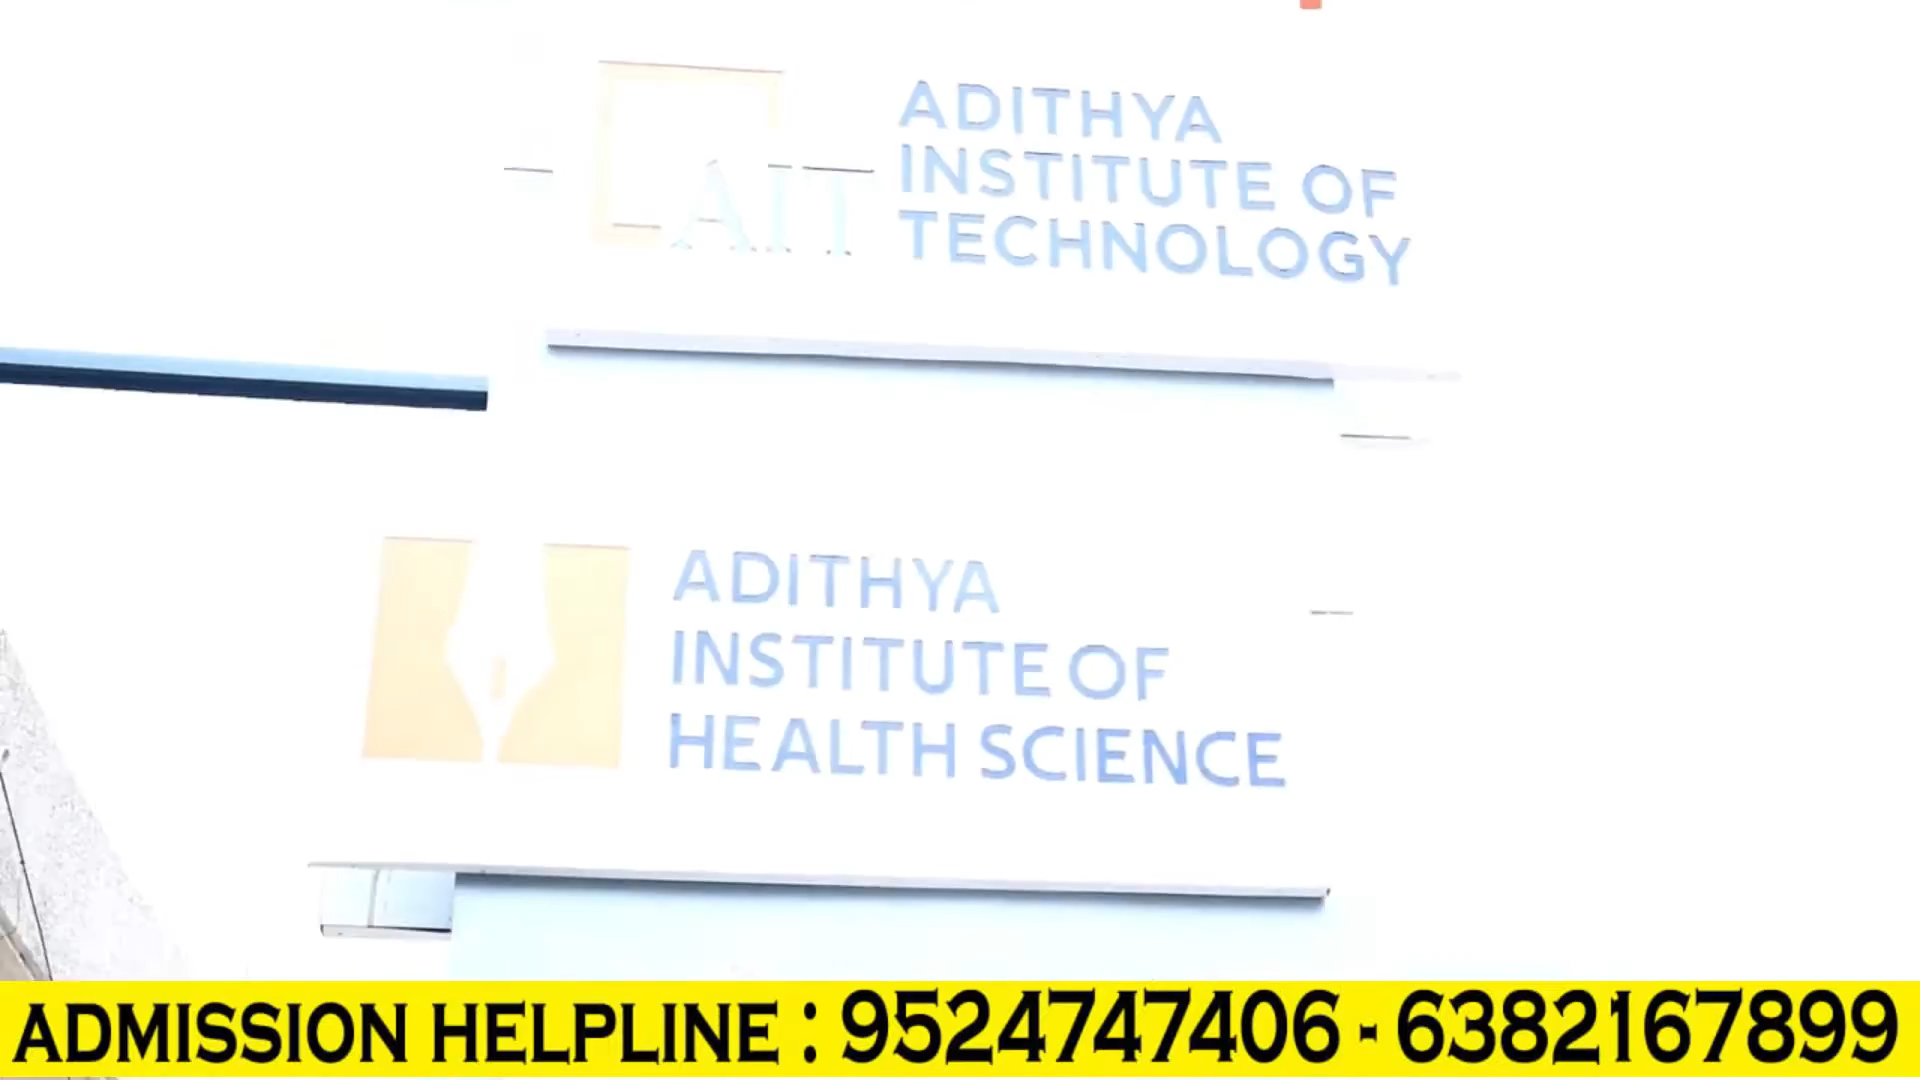 AIT
ADITHYA
INSTITUTE OF
TECHNOLOGY
ADITHYA
INSTITUTE OF
HEALTH SCIENCE
ADMISSION HELPLINE : 9524747406 - 6382167899